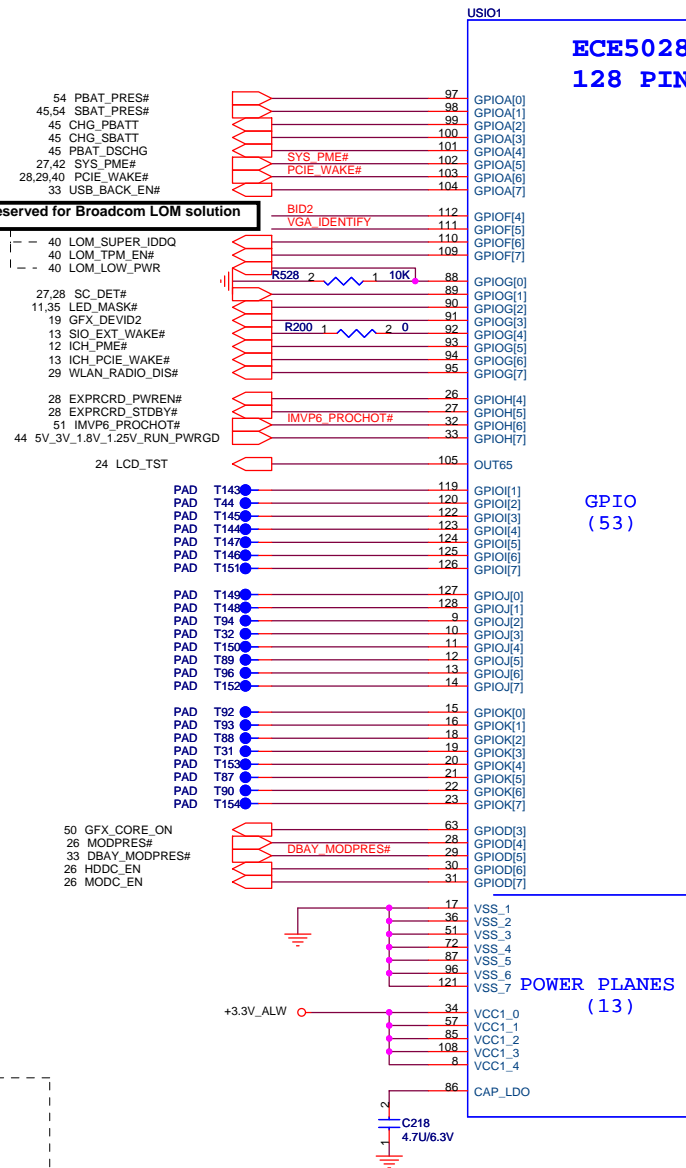 USIO1
ECE5028
128 PIN
54 PBAT_PRES# 97 GPIOA[0]
45,54 SBAT_PRES# 98 GPIOA[1]
45 CHG_PBATT 99 GPIOA[2]
45 CHG_SBATT 100 GPIOA[3]
45 PBAT_DSCHG 101 GPIOA[4]
27,42 SYS_PME# SYS_PME# 102 GPIOA[5]
28,29,40 PCIE_WAKE# PCIE_WAKE# 103 GPIOA[6]
33 USB_BACK_EN# 104 GPIOA[7]
eserved for Broadcom LOM solution
BID2 112 GPIOF[4]
VGA_IDENTIFY 111 GPIOF[5]
40 LOM_SUPER_IDDQ 110 GPIOF[6]
40 LOM_TPM_EN# 109 GPIOF[7]
40 LOM_LOW_PWR
R528 2 1 10K 88 GPIOG[0]
27,28 SC_DET# 89 GPIOG[1]
11,35 LED_MASK# 90 GPIOG[2]
19 GFX_DEVID2 91 GPIOG[3]
13 SIO_EXT_WAKE# R200 1 2 0 92 GPIOG[4]
12 ICH_PME# 93 GPIOG[5]
13 ICH_PCIE_WAKE# 94 GPIOG[6]
29 WLAN_RADIO_DIS# 95 GPIOG[7]
28 EXPRCRD_PWREN# 26 GPIOH[4]
28 EXPRCRD_STDBY# 27 GPIOH[5]
51 IMVP6_PROCHOT# IMVP6_PROCHOT# 32 GPIOH[6]
44 5V_3V_1.8V_1.25V_RUN_PWRGD 33 GPIOH[7]
24 LCD_TST 105 OUT65
PAD T143 119 GPIOI[1]
PAD T44 120 GPIOI[2]
PAD T145 122 GPIOI[3]
PAD T144 123 GPIOI[4]
PAD T147 124 GPIOI[5]
PAD T146 125 GPIOI[6]
PAD T151 126 GPIOI[7]
GPIO
(53)
PAD T149 127 GPIOJ[0]
PAD T148 128 GPIOJ[1]
PAD T94 9 GPIOJ[2]
PAD T32 10 GPIOJ[3]
PAD T150 11 GPIOJ[4]
PAD T89 12 GPIOJ[5]
PAD T96 13 GPIOJ[6]
PAD T152 14 GPIOJ[7]
PAD T92 15 GPIOK[0]
PAD T93 16 GPIOK[1]
PAD T88 18 GPIOK[2]
PAD T31 19 GPIOK[3]
PAD T153 20 GPIOK[4]
PAD T87 21 GPIOK[5]
PAD T90 22 GPIOK[6]
PAD T154 23 GPIOK[7]
50 GFX_CORE_ON 63 GPIOD[3]
26 MODPRES# 28 GPIOD[4]
33 DBAY_MODPRES# DBAY_MODPRES# 29 GPIOD[5]
26 HDDC_EN 30 GPIOD[6]
26 MODC_EN 31 GPIOD[7]
17 VSS_1
36 VSS_2
51 VSS_3
72 VSS_4
87 VSS_5
96 VSS_6
121 VSS_7
POWER PLANES
(13)
+3.3V_ALW 34 VCC1_0
57 VCC1_1
85 VCC1_2
108 VCC1_3
8 VCC1_4
86 CAP_LDO
2
C218
1 4.7U/6.3V